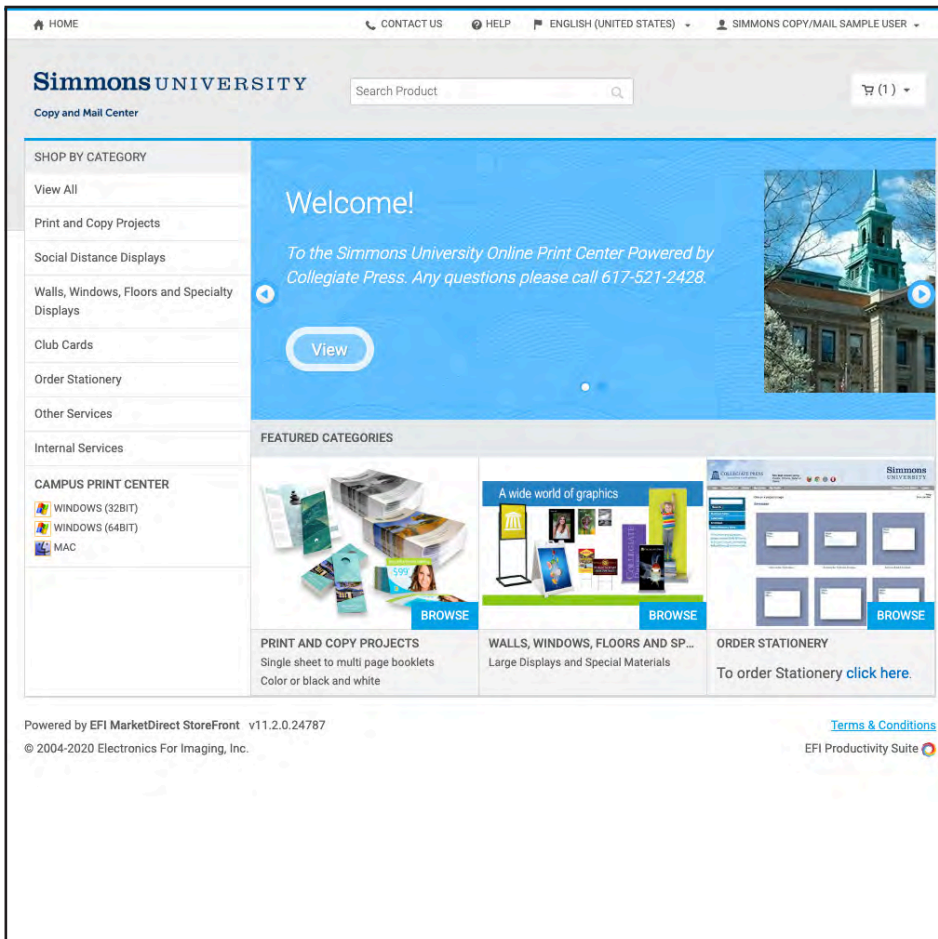 HOME
CONTACT US
HELP
ENGLISH (UNITED STATES)
SIMMONS COPY/MAIL SAMPLE USER
Simmons UNIVERSITY
Copy and Mail Center
Search Product
(1)
SHOP BY CATEGORY
View All
Print and Copy Projects
Social Distance Displays
Walls, Windows, Floors and Specialty
Displays
Club Cards
Order Stationery
Other Services
Internal Services
CAMPUS PRINT CENTER
WINDOWS (32BIT)
WINDOWS (64BIT)
MAC
Welcome!
To the Simmons University Online Print Center Powered by
Collegiate Press. Any questions please call 617-521-2428.
View
FEATURED CATEGORIES
$99
BROWSE
PRINT AND COPY PROJECTS
Single sheet to multi page booklets
Color or black and white
A wide world of graphics
COLLEGIATE
BROWSE
WALLS, WINDOWS, FLOORS AND SP...
Large Displays and Special Materials
COLLEGIATE PRESS
Simmons
UNIVERSITY
BROWSE
ORDER STATIONERY
To order Stationery click here.
Powered by EFI MarketDirect StoreFront v11.2.0.24787
© 2004-2020 Electronics For Imaging, Inc.
Terms & Conditions
EFI Productivity Suite